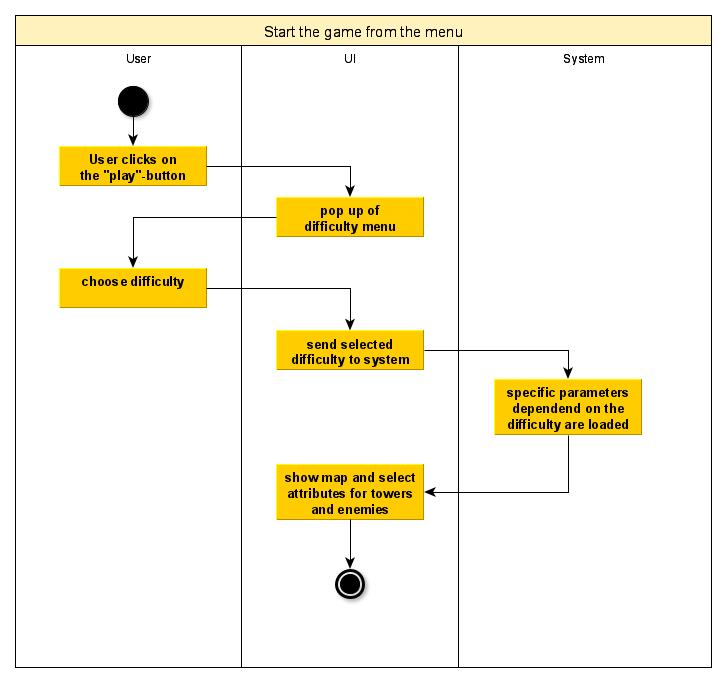 Start the game from the menu
User
UI
System
User clicks on
the "play"-button
pop up of
difficulty menu
choose difficulty
send selected
difficulty to system
specific parameters
dependend on the
difficulty are loaded
show map and select
attributes for towers
and enemies